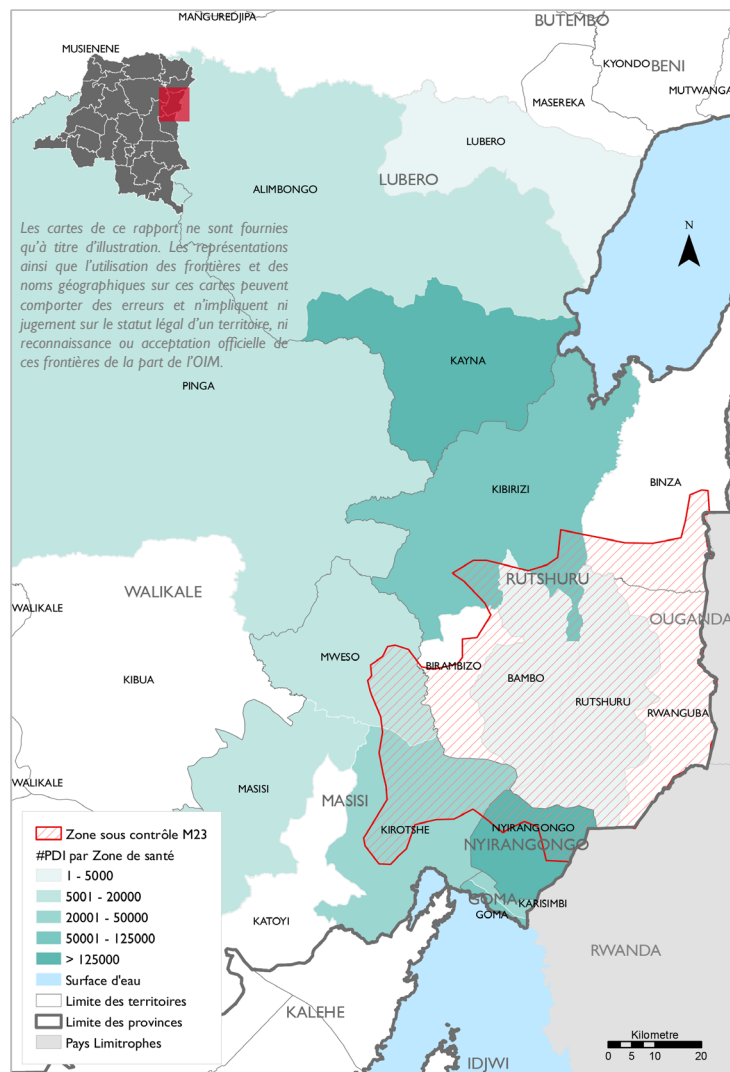 MANGUREDJIPA
BUTEMBO
MUSIENENE
KYONDO
BENI
MUTWANGA
MASEREKA
LUBERO
LUBERO
ALIMBONGO
Les cartes de ce rapport ne sont fournies
qu'à titre d'illustration. Les représentations
ainsi que l'utilisation des frontières et des
noms géographiques sur ces cartes peuvent
comporter des erreurs et n'impliquent ni
jugement sur le statut légal d'un territoire, ni
reconnaissance ou acceptation officielle de
ces frontières de la part de l'OIM.
N
KAYNA
PINGA
KIBIRIZI
BINZA
RUTSHURU
WALIKALE
WALIKALE
OUGANDA
MWESO
BIRAMBIZO
KIBUA
BAMBO
RUTSHURU
RWANGUBA
WALIKALE
MASISI
MASISI
KIROTSHE
NYIRANGONGO
NYIRANGONGO
GOMA
KARISIMBI
GOMA
KATOYI
RWANDA
KALEHE
IDJWI
Zone sous contrôle M23
#PDI par Zone de santé
1 - 5000
5001 - 20000
20001 - 50000
50001 - 125000
> 125000
Surface d'eau
Limite des territoires
Limite des provinces
Pays Limitrophes
Kilometre
0 5 10 20